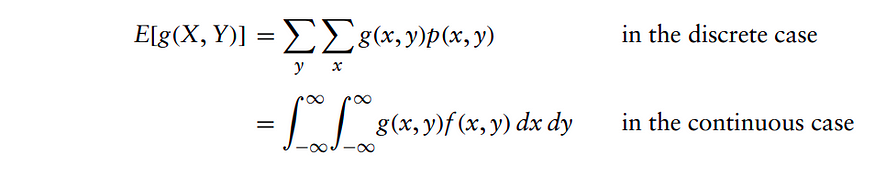 E[g(X, Y)] = ∑_y ∑_x g(x, y)p(x, y) in the discrete case
= ∫_{−∞}^{∞} ∫_{−∞}^{∞} g(x, y)f(x, y) dx dy in the continuous case